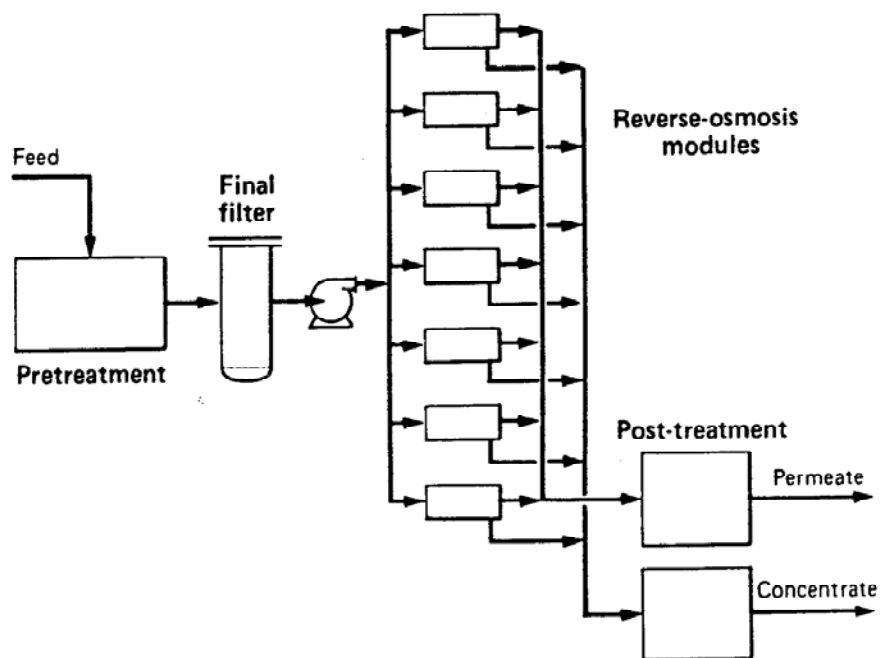 Feed
Pretreatment
Final
filter
Reverse-osmosis
modules
Post-treatment
Permeate
Concentrate